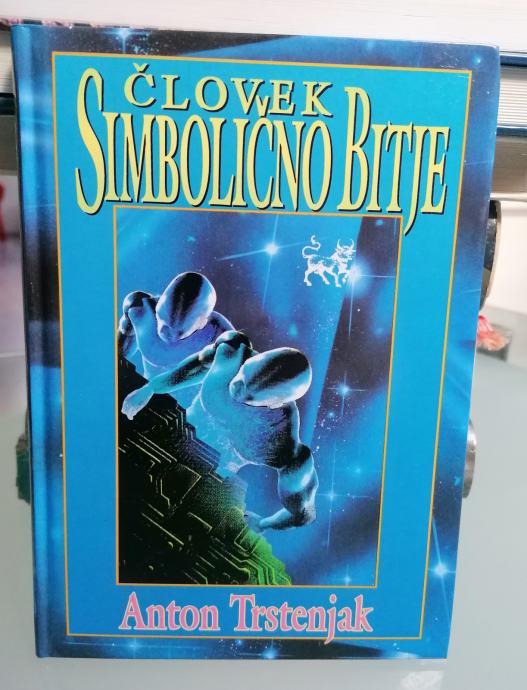 ČLOVEK
SIMBOLIČNO BITJE
Anton Trstenjak